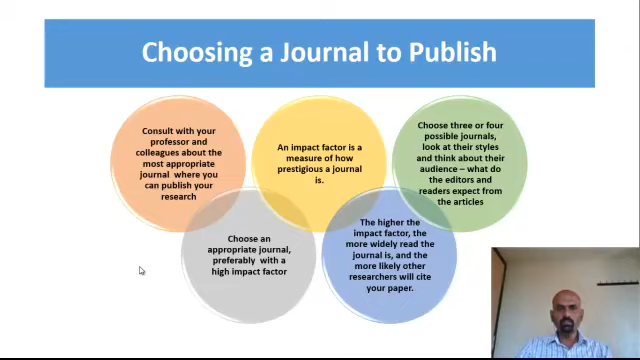 Choosing a Journal to Publish
Consult with your
professor and
colleagues about the
most appropriate
journal where you
can publish your
research
An impact factor is a
measure of how
prestigious a journal
is.
Choose three or four
possible journals,
look at their styles
and think about their
audience – what do
the editors and
readers expect from
the articles
Choose an
appropriate journal,
preferably with a
high impact factor
The higher the
impact factor, the
more widely read the
journal is, and the
more likely other
researchers will cite
your paper.